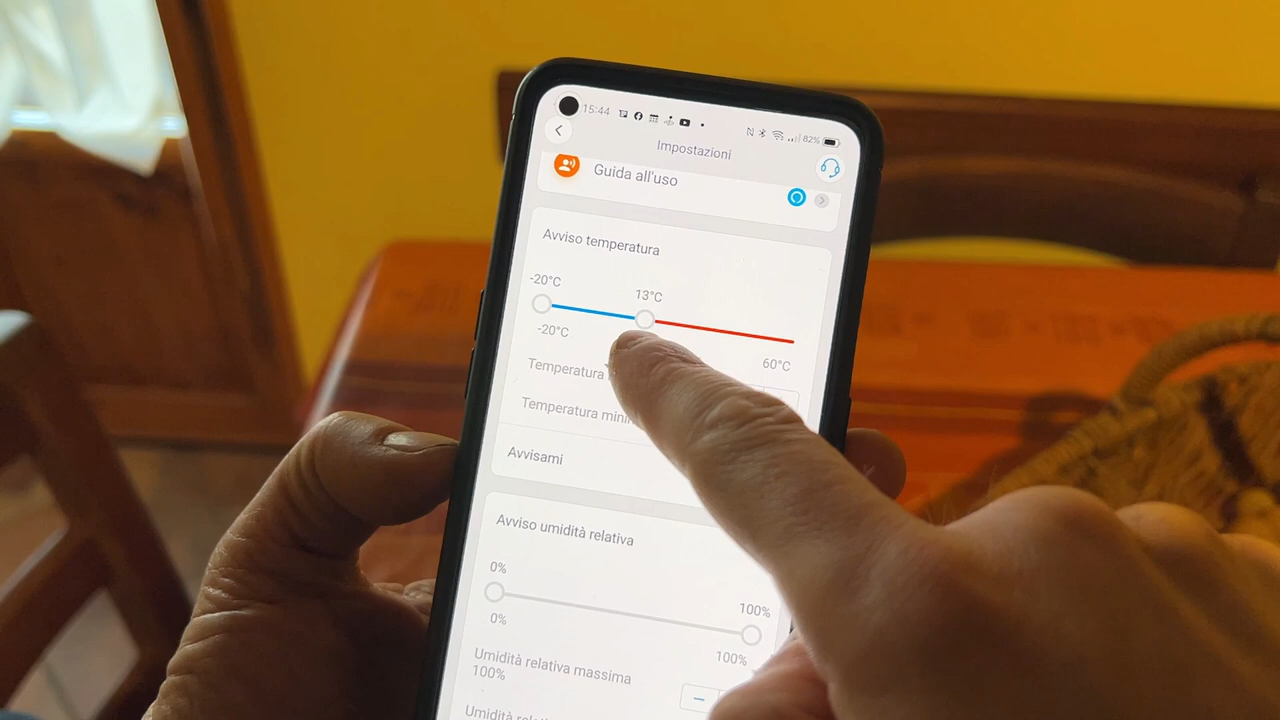 15:44 82%
Impostazioni
Guida all'uso
Avviso temperatura
-20°C 13°C
-20°C 60°C
Temperatura
Temperatura
Avvisami
Avviso umidità relativa
0% 100%
0% 100%
Umidità relativa massima
100%
Umidità